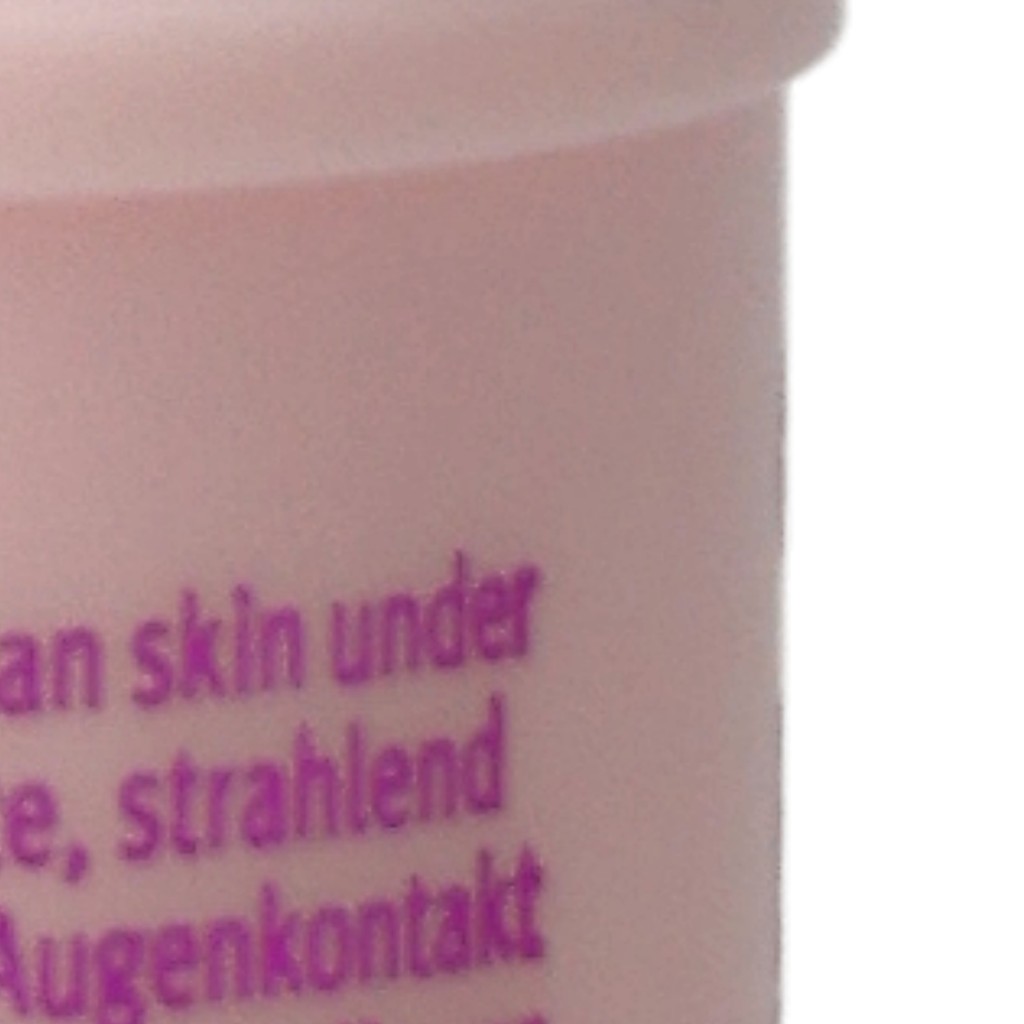 an skin under
e, strahlend
Augenkontakt